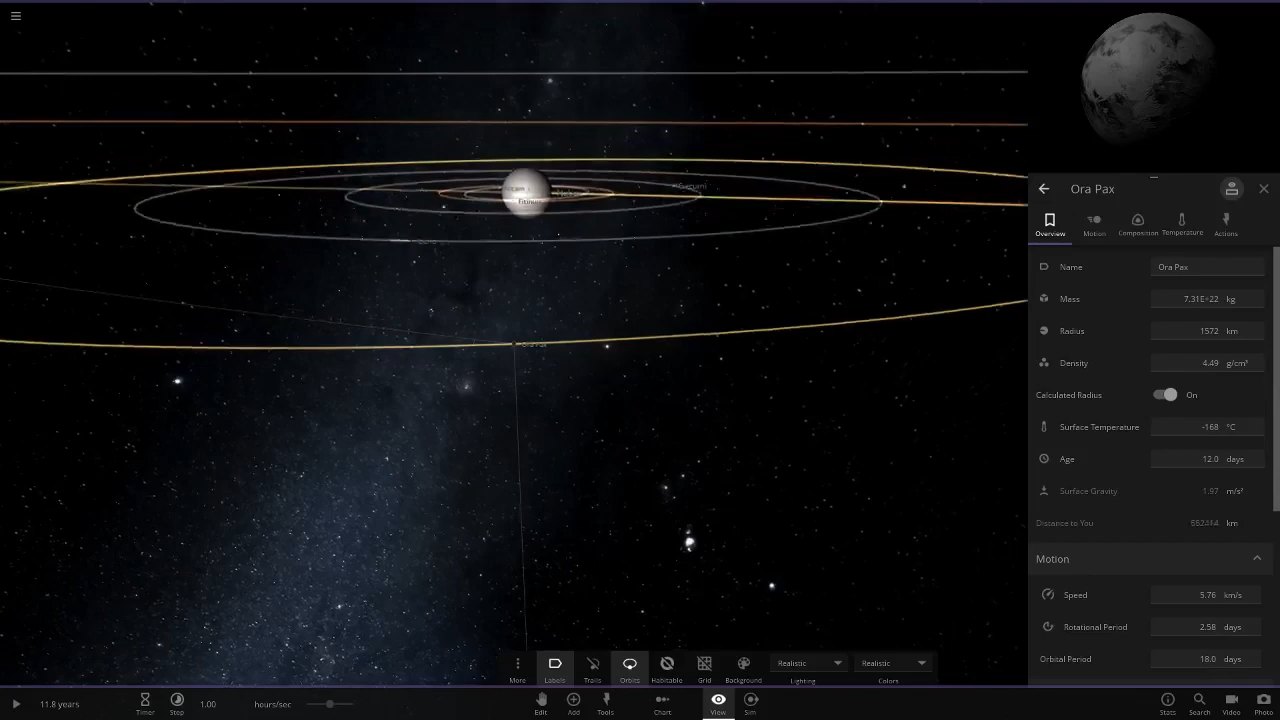 Fitinus
Ora Pax
Overview
Motion
Composition
Temperature
Actions
Name Ora Pax
Mass 7.31E+22 kg
Radius 1572 km
Density 4.49 g/cm³
Calculated Radius On
Surface Temperature -168 °C
Age 12.0 days
Surface Gravity 1.97 m/s²
Distance to You km
Motion
Speed 5.76 km/s
Rotational Period 2.58 days
Orbital Period 18.0 days
More
Labels
Trails
Orbits
Habitable
Grid
Background
Realistic
Lighting
Realistic
Colors
11.8 years
Timer
Step
1.00 hours/sec
Edit
Add
Tools
Chart
View
Sim
Stats
Search
Video
Photo